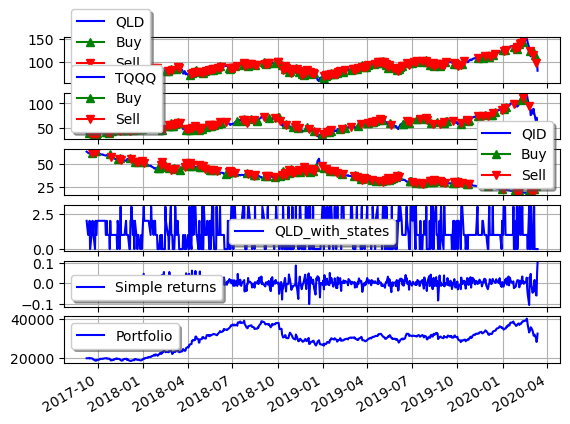 QLD
Buy
Sell
150
100
TQQQ
Buy
Sell
100
50
QID
Buy
Sell
50
25
QLD_with_states
2.5
0.0
Simple returns
0.1
0.0
−0.1
Portfolio
40000
20000
2017-10 2018-01 2018-04 2018-07 2018-10 2019-01 2019-04 2019-07 2019-10 2020-01 2020-04